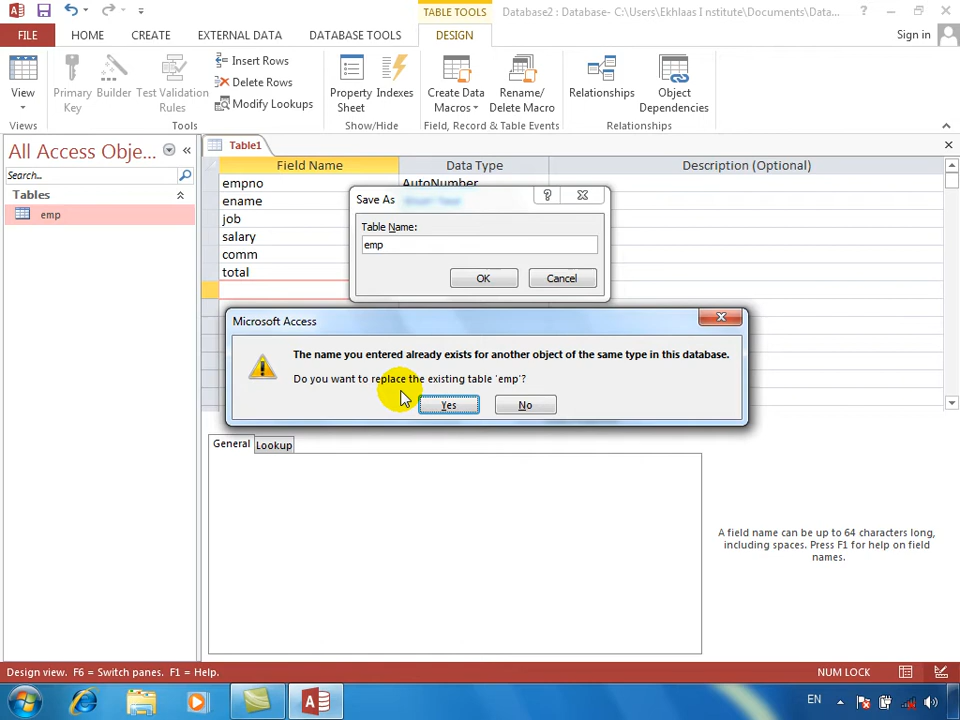 TABLE TOOLS
Database2 : Database- C:\Users\Ekhlaas I nstitute\Documents\Data...
FILE
HOME
CREATE
EXTERNAL DATA
DATABASE TOOLS
DESIGN
Sign in
View
Primary Key
Builder
Test Validation Rules
Insert Rows
Delete Rows
Modify Lookups
Property Sheet
Indexes
Create Data Macros
Rename/ Delete Macro
Relationships
Object Dependencies
Views
Tools
Show/Hide
Field, Record & Table Events
Relationships
All Access Obje...
Search...
Tables
emp
Table1
Field Name
Data Type
Description (Optional)
empno
AutoNumber
ename
job
salary
comm
total
Save As
Table Name:
emp
OK
Cancel
Microsoft Access
The name you entered already exists for another object of the same type in this database.
Do you want to replace the existing table 'emp'?
Yes
No
General
Lookup
A field name can be up to 64 characters long,
including spaces. Press F1 for help on field
names.
Design view. F6 = Switch panes. F1 = Help.
NUM LOCK
EN